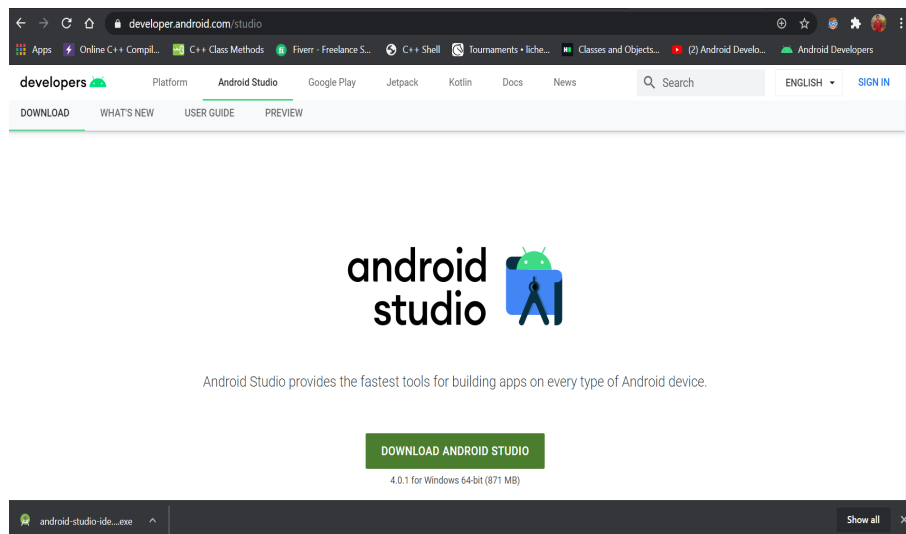 developer.android.com/studio
Apps Online C++ Compil... C++ Class Methods Fiverr - Freelance S... C++ Shell Tournaments • liche... Classes and Objects... (2) Android Develo... Android Developers
developers Platform Android Studio Google Play Jetpack Kotlin Docs News Search ENGLISH SIGN IN
DOWNLOAD WHAT'S NEW USER GUIDE PREVIEW
android
studio
Android Studio provides the fastest tools for building apps on every type of Android device.
DOWNLOAD ANDROID STUDIO
4.0.1 for Windows 64-bit (871 MB)
android-studio-ide....exe Show all